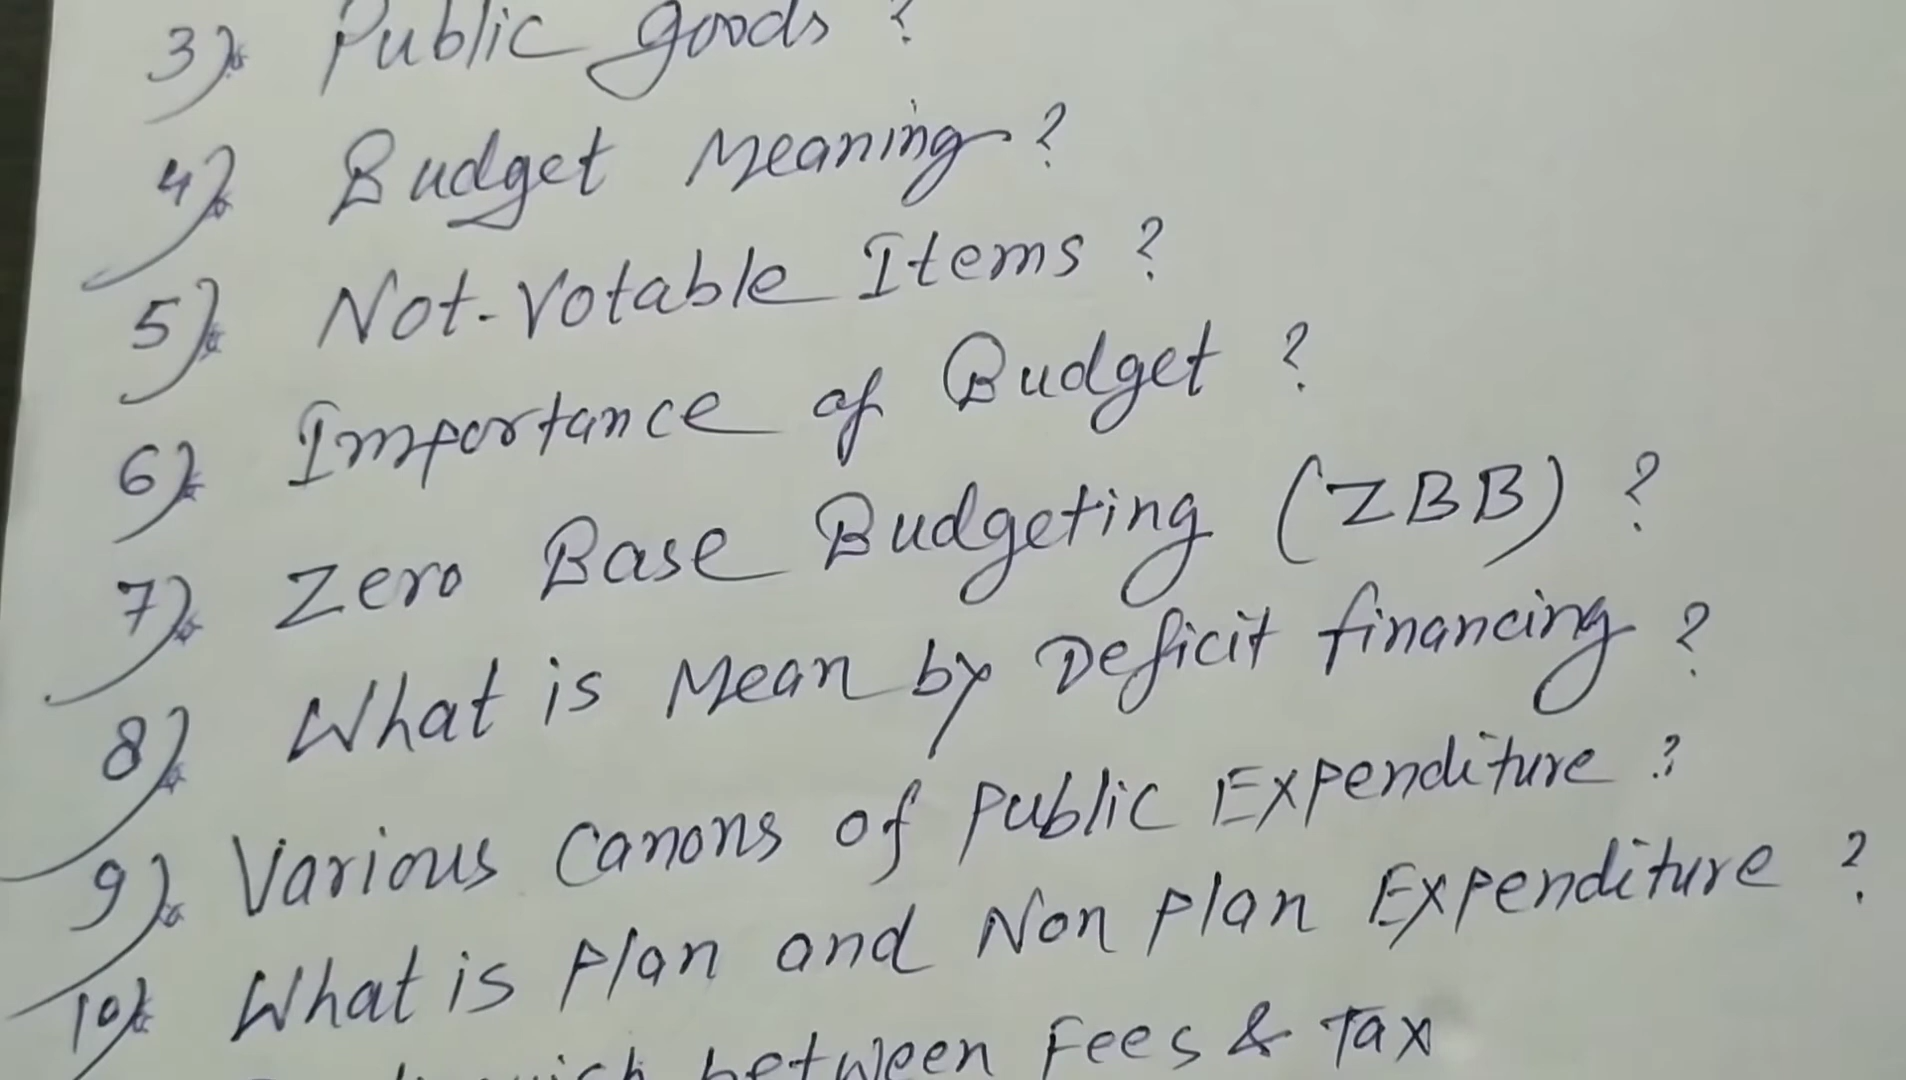 3). Public goods ?
4). Budget Meaning ?
5). Not-Votable Items ?
6). Importance of Budget ?
7). Zero Base Budgeting (ZBB) ?
8). What is Mean by Deficit financing ?
9). Various Canons of Public Expenditure ?
10). What is Plan and Non Plan Expenditure ?
between Fees & Tax